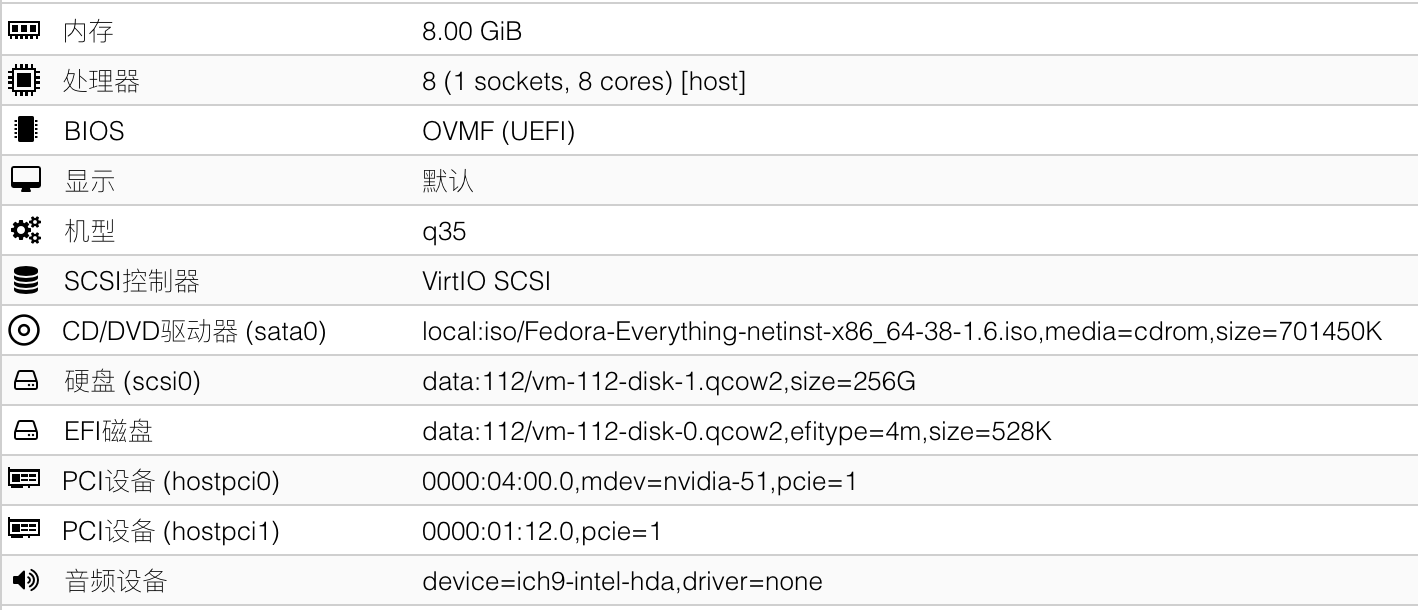 内存 8.00 GiB
处理器 8 (1 sockets, 8 cores) [host]
BIOS OVMF (UEFI)
显示 默认
机型 q35
SCSI控制器 VirtIO SCSI
CD/DVD驱动器 (sata0) local:iso/Fedora-Everything-netinst-x86_64-38-1.6.iso,media=cdrom,size=701450K
硬盘 (scsi0) data:112/vm-112-disk-1.qcow2,size=256G
EFI磁盘 data:112/vm-112-disk-0.qcow2,efitype=4m,size=528K
PCI设备 (hostpci0) 0000:04:00.0,mdev=nvidia-51,pcie=1
PCI设备 (hostpci1) 0000:01:12.0,pcie=1
音频设备 device=ich9-intel-hda,driver=none